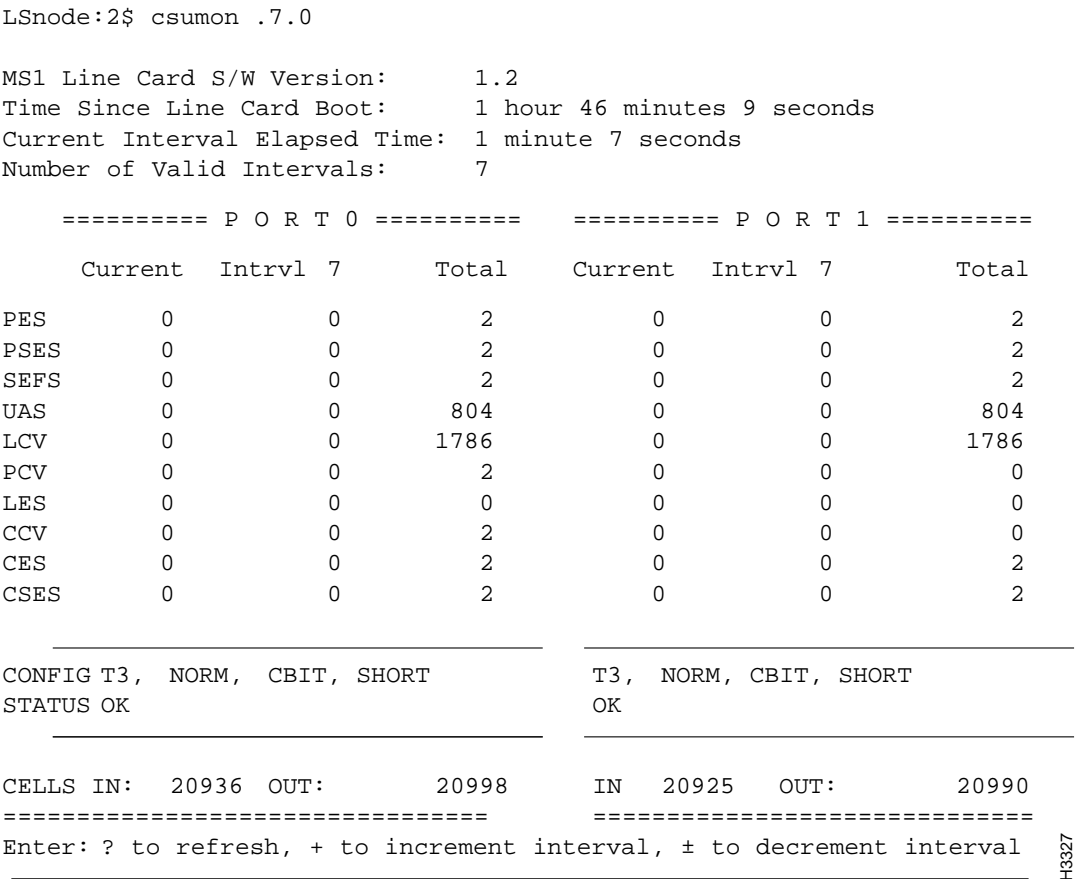 LSnode:2$ csumon .7.0
MS1 Line Card S/W Version: 1.2
Time Since Line Card Boot: 1 hour 46 minutes 9 seconds
Current Interval Elapsed Time: 1 minute 7 seconds
Number of Valid Intervals: 7
========== P O R T 0 ========== ========== P O R T 1 ==========
Current Intrvl 7 Total Current Intrvl 7 Total
PES 0 0 2 0 0 2
PSES 0 0 2 0 0 2
SEFS 0 0 2 0 0 2
UAS 0 0 804 0 0 804
LCV 0 0 1786 0 0 1786
PCV 0 0 2 0 0 0
LES 0 0 0 0 0 0
CCV 0 0 2 0 0 0
CES 0 0 2 0 0 2
CSES 0 0 2 0 0 2
CONFIG T3, NORM, CBIT, SHORT T3, NORM, CBIT, SHORT
STATUS OK OK
CELLS IN: 20936 OUT: 20998 IN 20925 OUT: 20990
================================= ==============================
Enter: ? to refresh, + to increment interval, ± to decrement interval
H3327